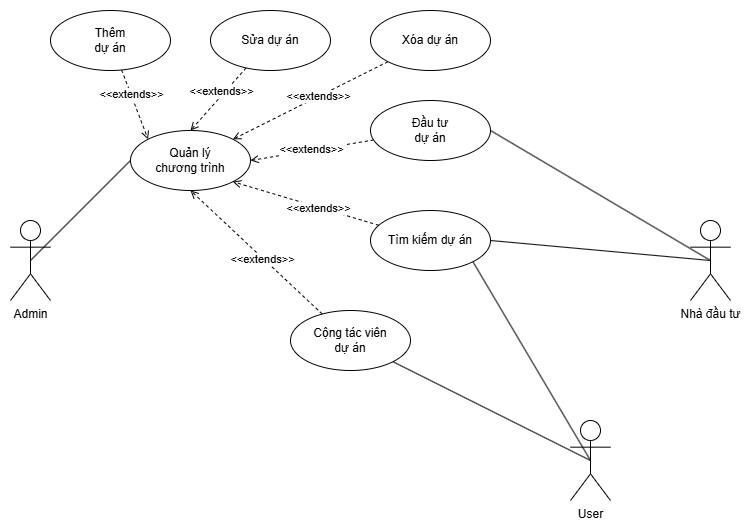 Thêm
dự án
Sửa dự án
Xóa dự án
<<extends>>
<<extends>>
<<extends>>
Đầu tư
dự án
<<extends>>
Quản lý
chương trình
<<extends>>
Tìm kiếm dự án
<<extends>>
Admin
Nhà đầu tư
Cộng tác viên
dự án
User